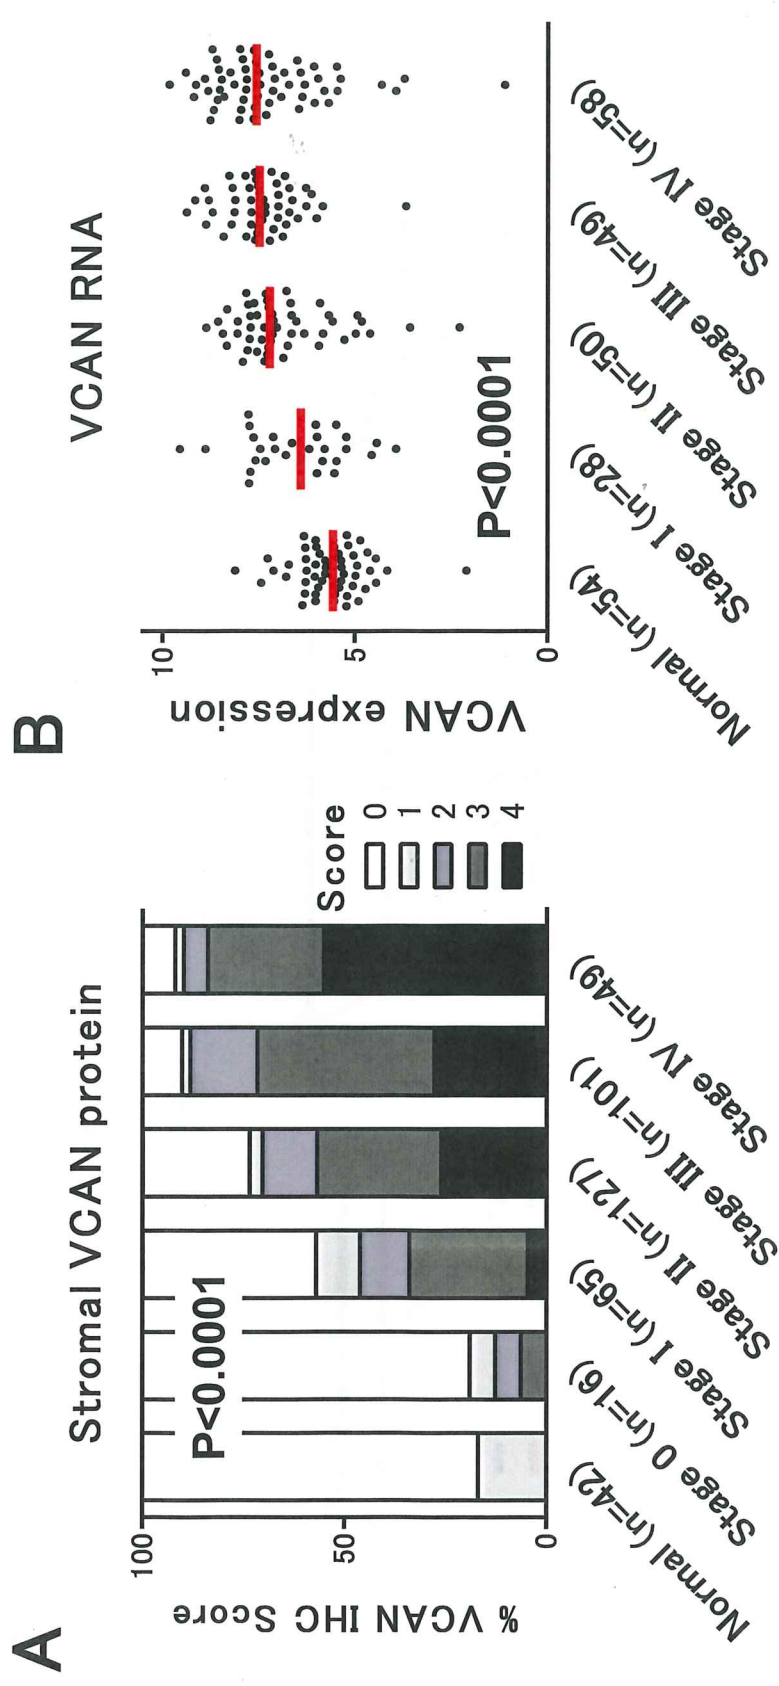 A
Stromal VCAN protein
% VCAN IHC Score
100
50
0
P<0.0001
Normal (n=42)
Stage 0 (n=16)
Stage I (n=65)
Stage II (n=127)
Stage III (n=101)
Stage IV (n=49)
Score
0
1
2
3
4
B
VCAN RNA
VCAN expression
10
5
0
P<0.0001
Normal (n=54)
Stage I (n=28)
Stage II (n=50)
Stage III (n=49)
Stage IV (n=58)